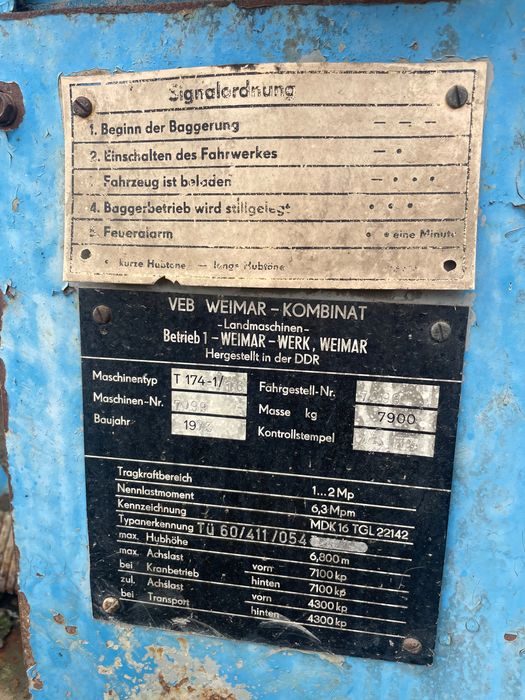 Signalordnung
1. Beginn der Baggerung — — —
2. Einschalten des Fahrwerkes — •
Fahrzeug ist beladen — • • •
4. Baggerbetrieb wird stillgelegt • • •
Feueralarm • • eine Minute
• kurze Hubtöne — lange Hubtöne
VEB WEIMAR-KOMBINAT
-Landmaschinen-
Betrieb 1-WEIMAR-WERK, WEIMAR
Hergestellt in der DDR
Maschinentyp T 174-1/ Fahrgestell-Nr.
Maschinen-Nr. Masse kg 7900
Baujahr Kontrollstempel
Tragkraftbereich 1...2 Mp
Nennlastmoment 6,3 Mpm
Kennzeichnung MDK 16 TGL 22142
Typanerkennung TÜ 60/411/054
max. Hubhöhe 6,800 m
max. Achslast vorn 7100 kp
bei Kranbetrieb hinten 7100 kp
zul. Achslast vorn 4300 kp
bei Transport hinten 4300 kp